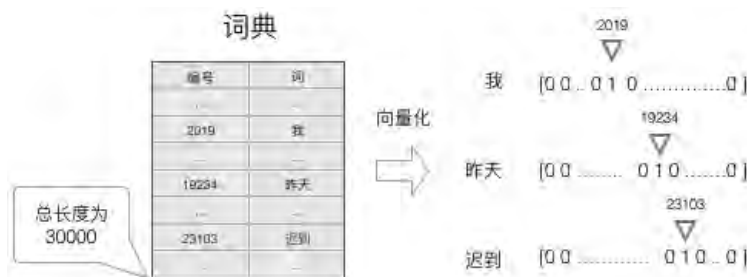 词典
编号 词
... ...
2019 我
... ...
19234 昨天
... ...
23103 迟到
... ...
总长度为
30000
向量化
2019
我 [0 0 .. 0 1 0 ..............0]
19234
昨天 [0 0 ......... 0 1 0 .......0]
23103
迟到 [0 0 .............. 0 1 0 .. 0]